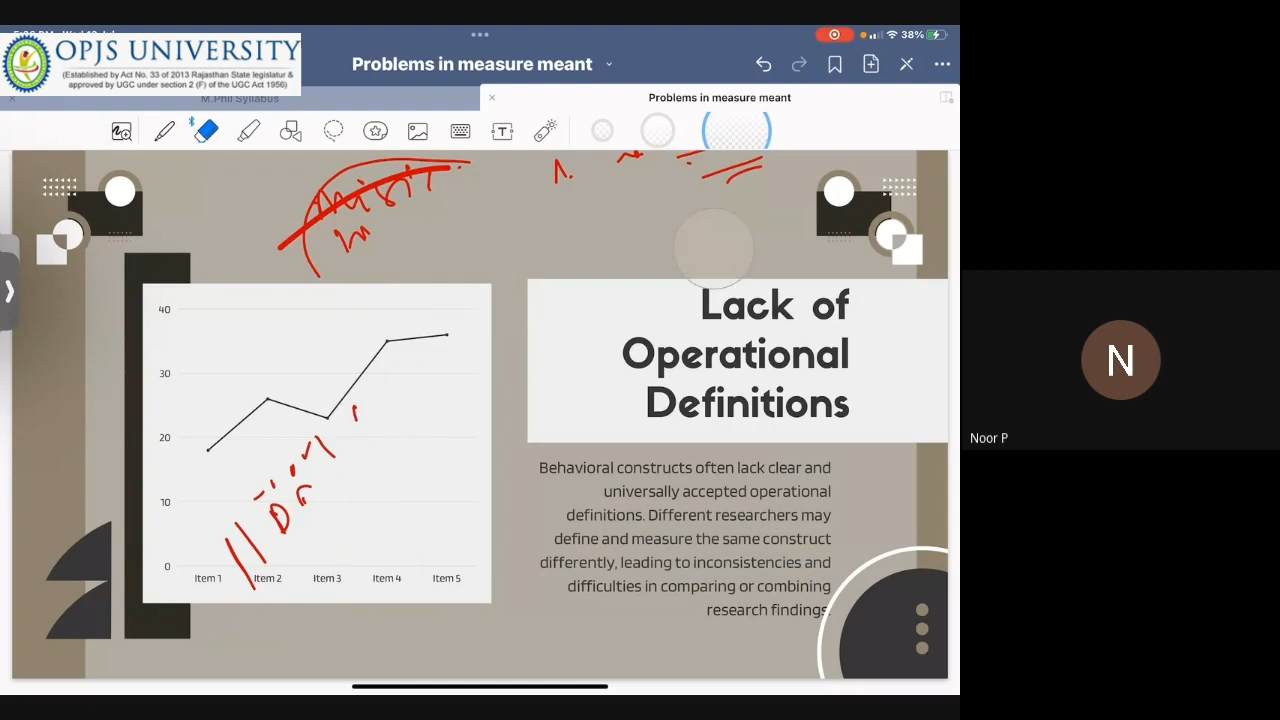 OPJS UNIVERSITY
(Established by Act No. 33 of 2013 Rajasthan State legislatur &
approved by UGC under section 2 (F) of the UGC Act 1956)
38%
Problems in measure meant
M.Phil Syllabus
Problems in measure meant
T
Lack of
Operational
Definitions
40
30
20
10
0
Item 1
Item 2
Item 3
Item 4
Item 5
Behavioral constructs often lack clear and
universally accepted operational
definitions. Different researchers may
define and measure the same construct
differently, leading to inconsistencies and
difficulties in comparing or combining
research findings.
N
Noor P